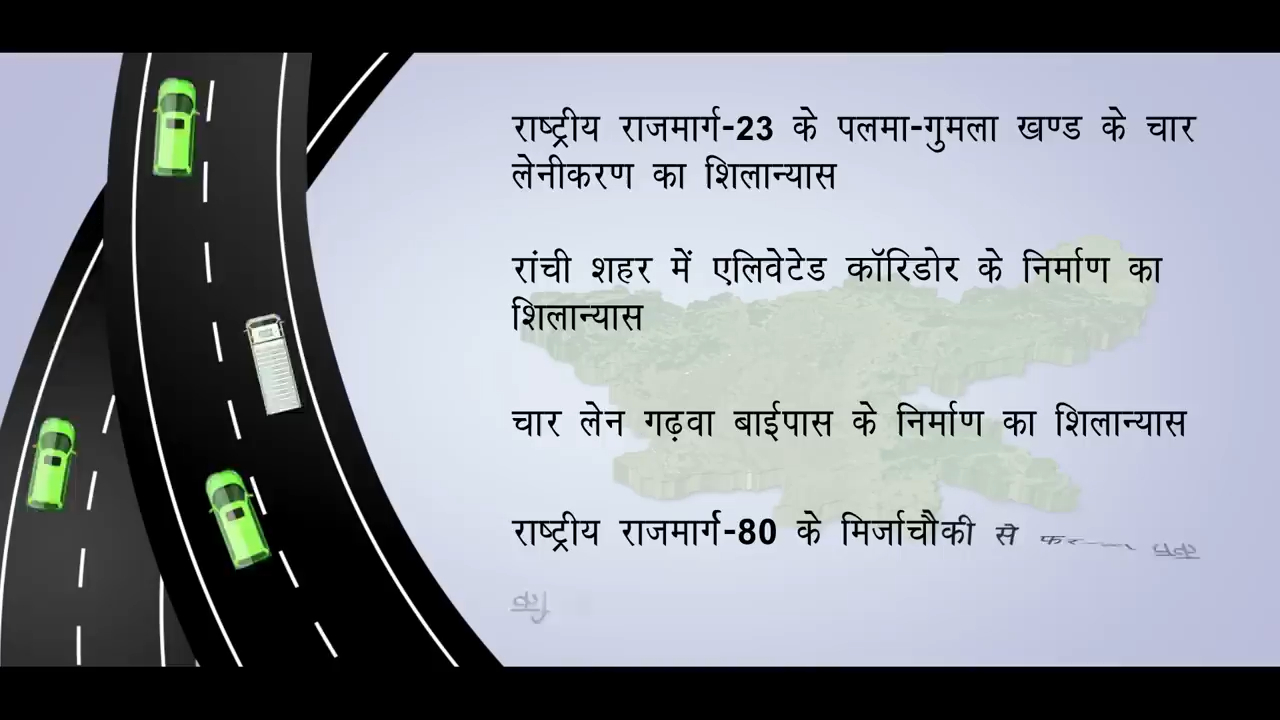 राष्ट्रीय राजमार्ग-23 के पलमा-गुमला खण्ड के चार
लेनीकरण का शिलान्यास
रांची शहर में एलिवेटेड कॉरिडोर के निर्माण का
शिलान्यास
चार लेन गढ़वा बाईपास के निर्माण का शिलान्यास
राष्ट्रीय राजमार्ग-80 के मिर्जाचौकी से